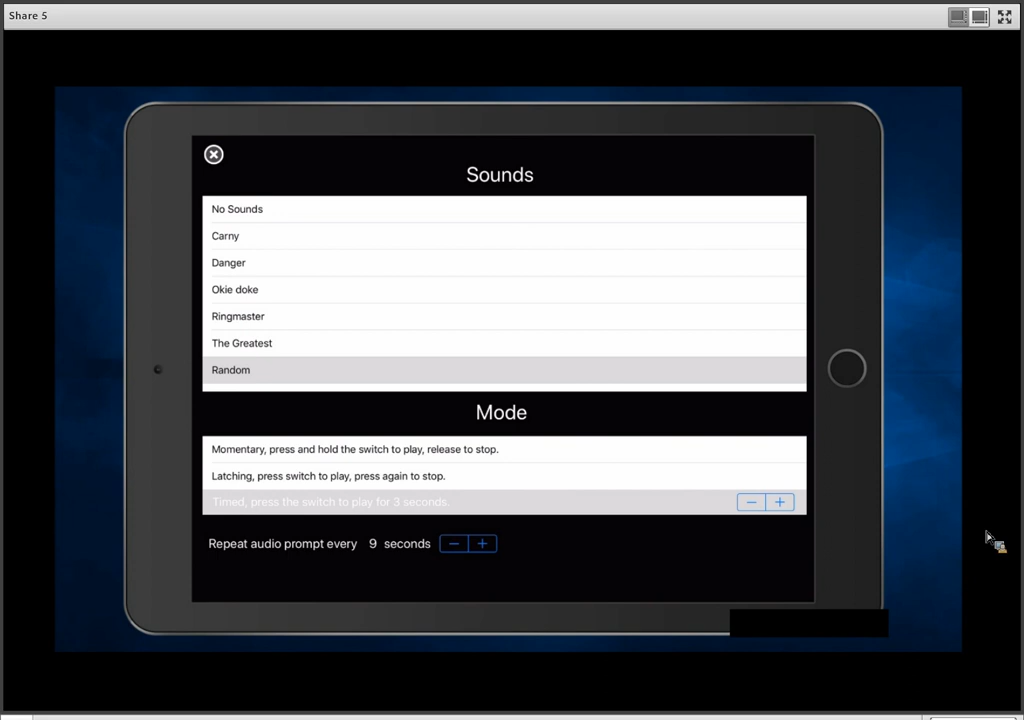 Share 5
Sounds
No Sounds
Carny
Danger
Okie doke
Ringmaster
The Greatest
Random
Mode
Momentary, press and hold the switch to play, release to stop.
Latching, press switch to play, press again to stop.
Timed, press the switch to play for 3 seconds.
Repeat audio prompt every 9 seconds